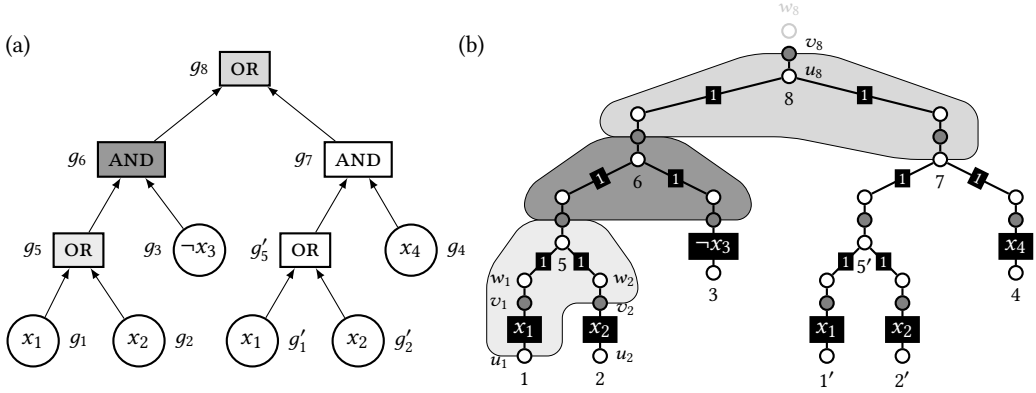 (a)
g₈ OR
g₆ AND
g₇ AND
g₅ OR
g₃ ¬x₃
g′₅ OR
x₄ g₄
x₁ g₁
x₂ g₂
x₁ g′₁
x₂ g′₂
(b)
w₈
v₈
u₈
8
1 1
6
1 1
7
1 1
5
1 1
¬x₃
3
5′
1 1
x₄
4
w₁ w₂
v₁ v₂
x₁ x₂
u₁ u₂
1 2
x₁ x₂
1′ 2′